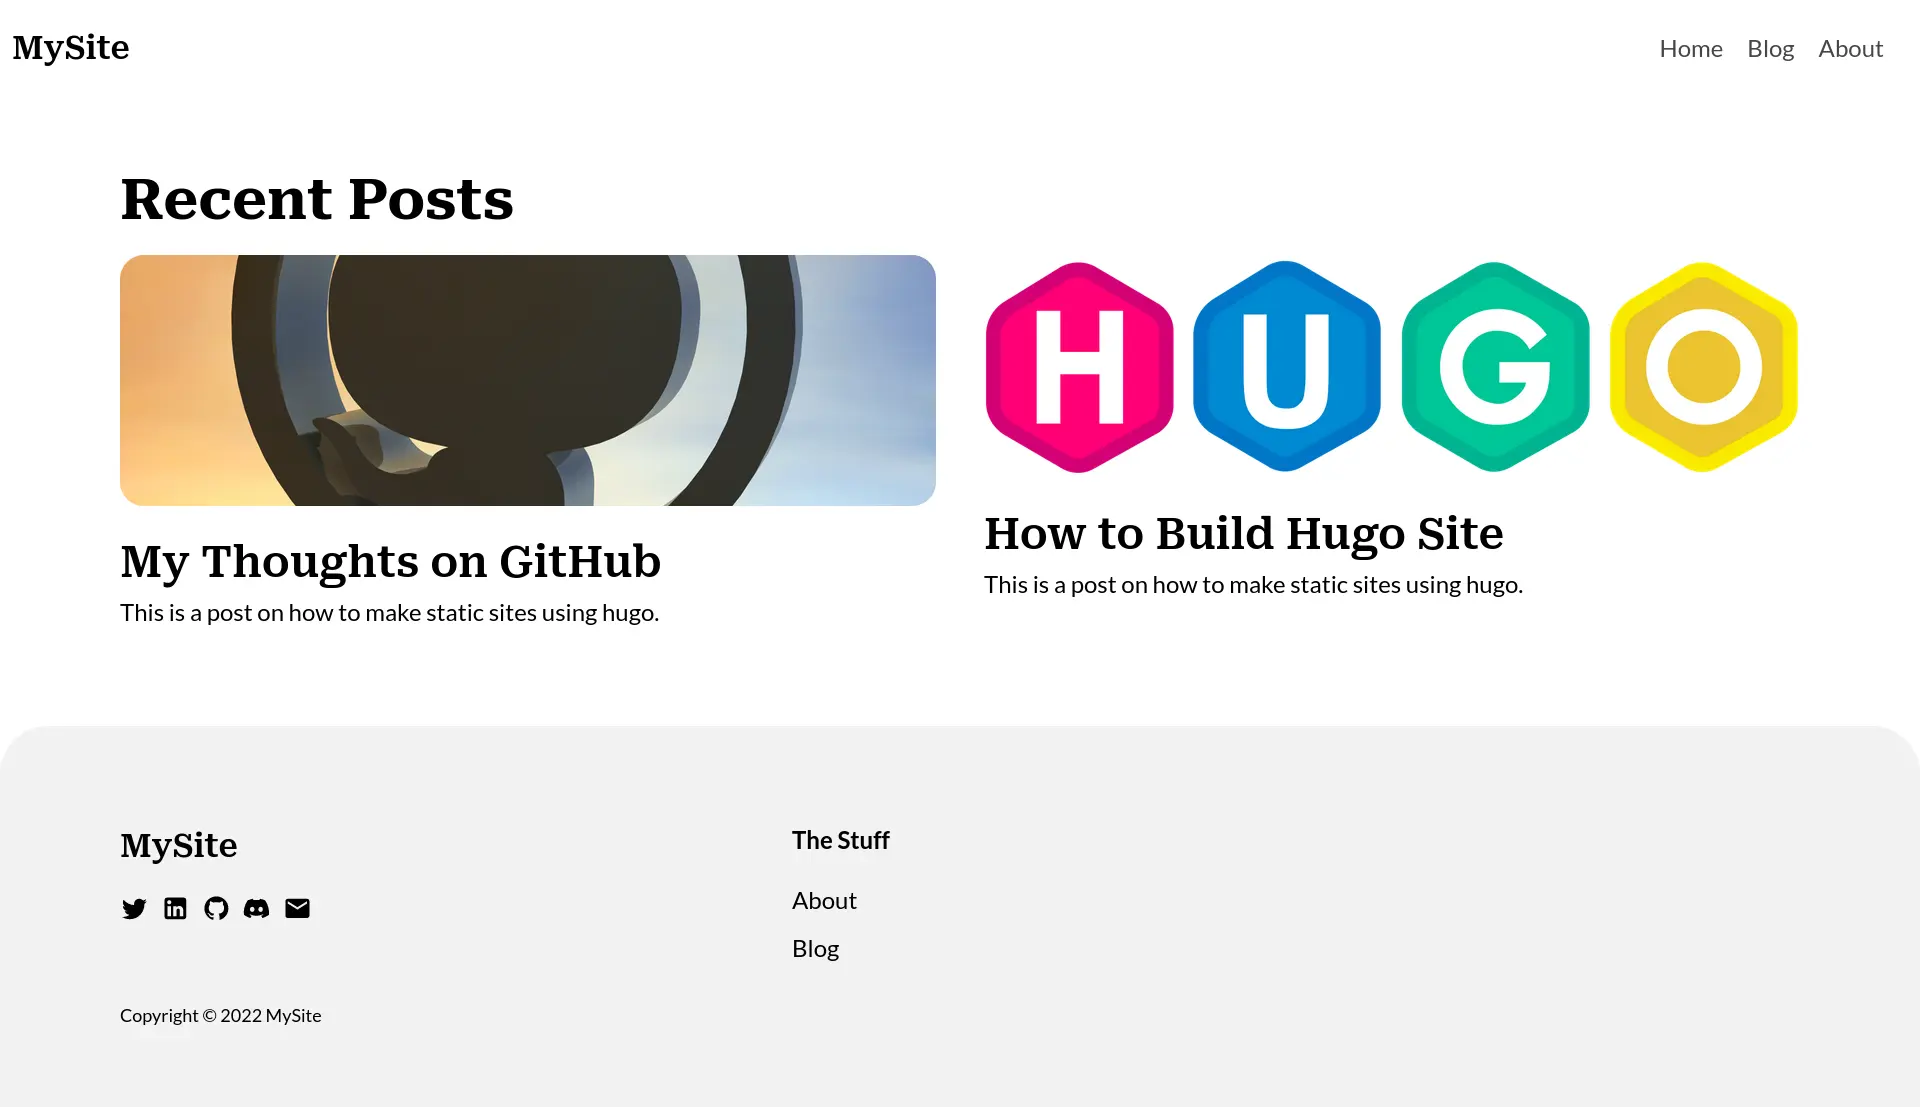 MySite
Home Blog About
Recent Posts
HUGO
My Thoughts on GitHub
This is a post on how to make static sites using hugo.
How to Build Hugo Site
This is a post on how to make static sites using hugo.
MySite
The Stuff
About
Blog
Copyright © 2022 MySite